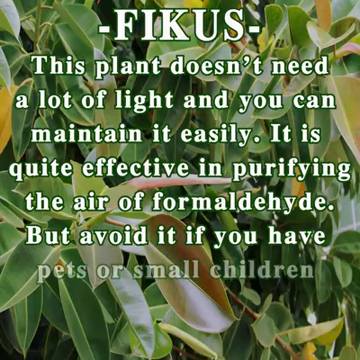 -FIKUS-
This plant doesn't need
a lot of light and you can
maintain it easily. It is
quite effective in purifying
the air of formaldehyde.
But avoid it if you have
pets or small children